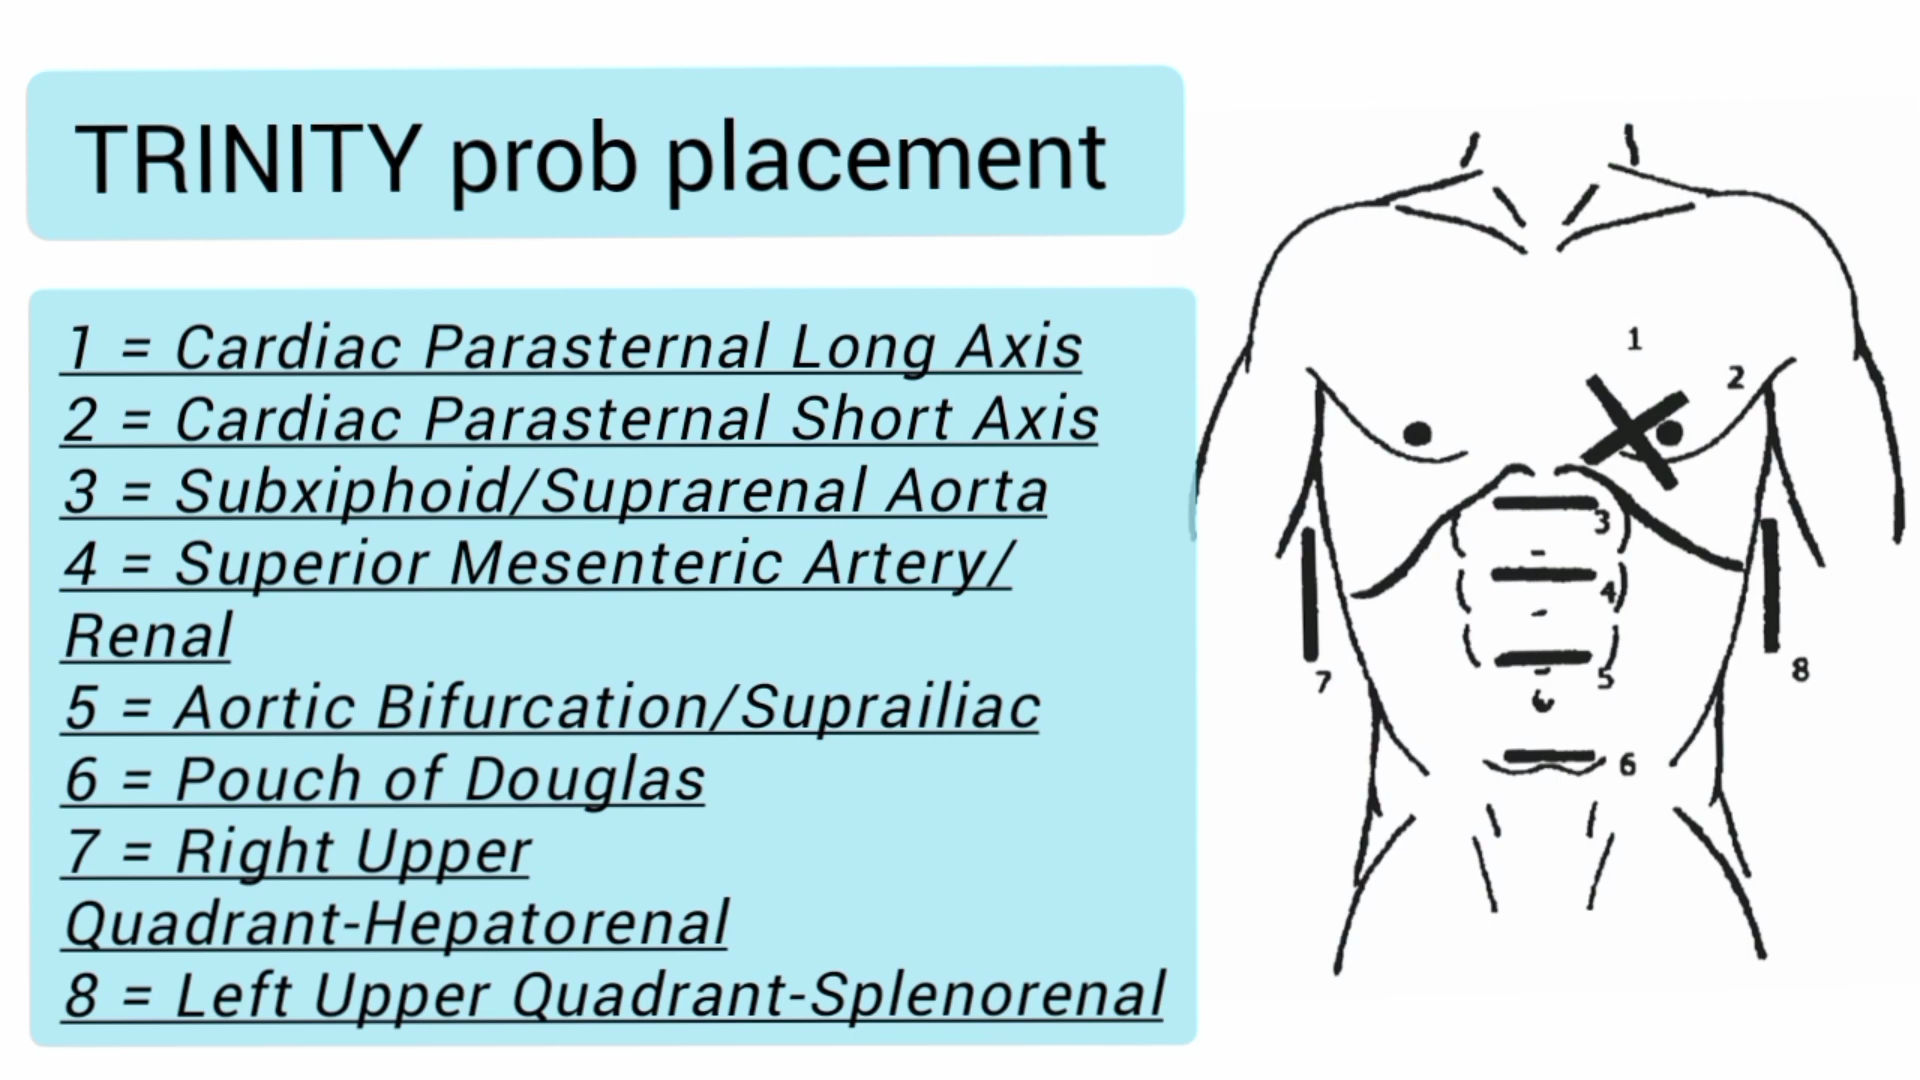 TRINITY prob placement
1 = Cardiac Parasternal Long Axis
2 = Cardiac Parasternal Short Axis
3 = Subxiphoid/Suprarenal Aorta
4 = Superior Mesenteric Artery/
Renal
5 = Aortic Bifurcation/Suprailiac
6 = Pouch of Douglas
7 = Right Upper
Quadrant-Hepatorenal
8 = Left Upper Quadrant-Splenorenal
1
2
3
4
5
6
7
8